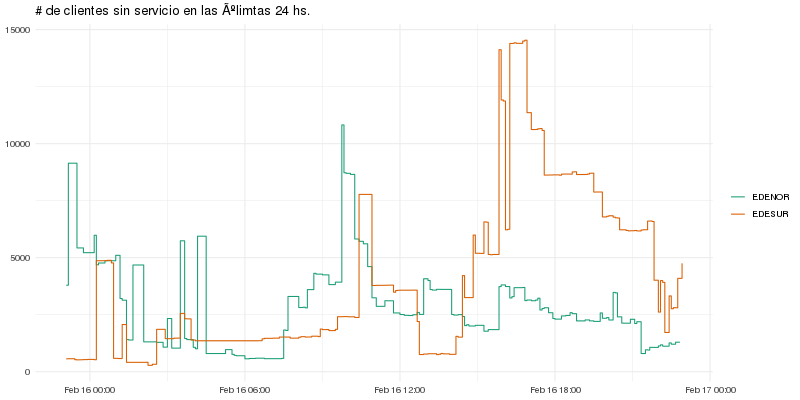 # de clientes sin servicio en las Ãºlimtas 24 hs.
15000
10000
5000
0
Feb 16 00:00
Feb 16 06:00
Feb 16 12:00
Feb 16 18:00
Feb 17 00:00
EDENOR
EDESUR